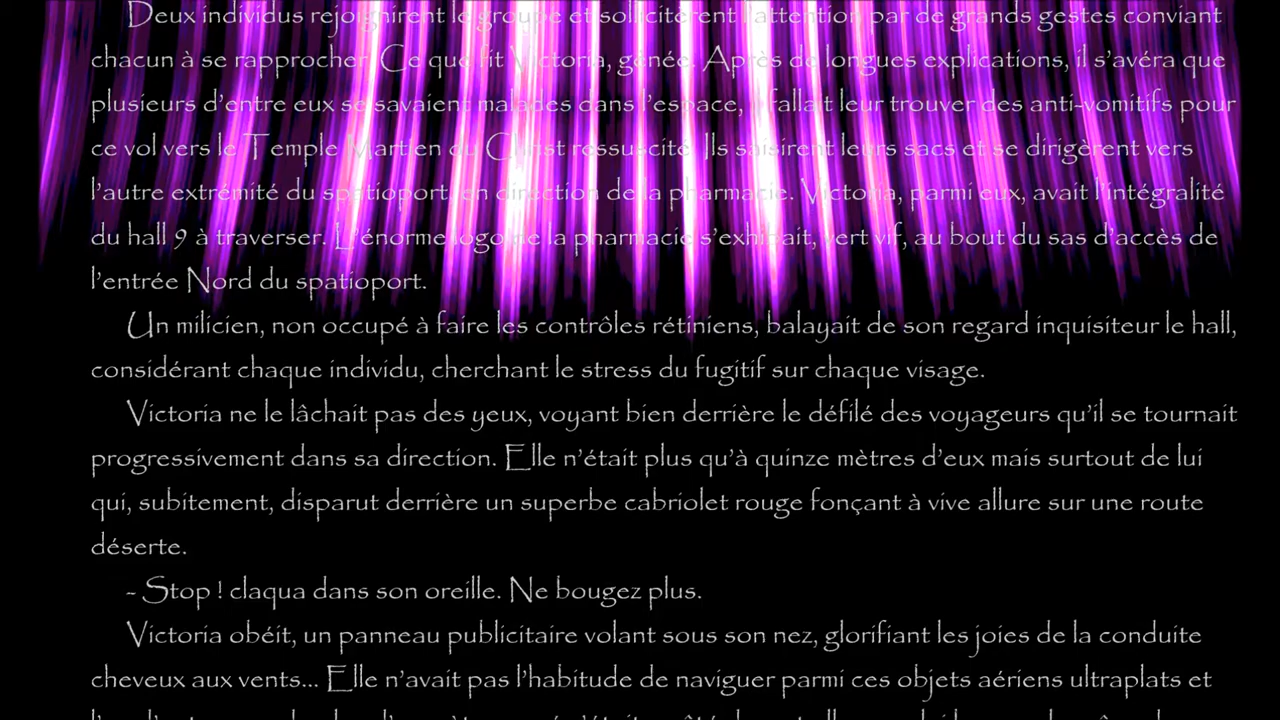 Deux individus rejoignirent le groupe et sollicitèrent l'attention par de grands gestes conviant
chacun à se rapprocher. Ce que fit Victoria, gênée. Après de longues explications, il s'avéra que
plusieurs d'entre eux se savaient malades dans l'espace, il fallait leur trouver des anti-vomitifs pour
ce vol vers le Temple Martien du Christ ressuscité. Ils saisirent leurs sacs et se dirigèrent vers
l'autre extrémité du spatioport, en direction de la pharmacie. Victoria, parmi eux, avait l'intégralité
du hall 9 à traverser. L'énorme logo de la pharmacie s'exhibait, vert vif, au bout du sas d'accès de
l'entrée Nord du spatioport.
Un milicien, non occupé à faire les contrôles rétiniens, balayait de son regard inquisiteur le hall,
considérant chaque individu, cherchant le stress du fugitif sur chaque visage.
Victoria ne le lâchait pas des yeux, voyant bien derrière le défilé des voyageurs qu'il se tournait
progressivement dans sa direction. Elle n'était plus qu'à quinze mètres d'eux mais surtout de lui
qui, subitement, disparut derrière un superbe cabriolet rouge fonçant à vive allure sur une route
déserte.
- Stop ! claqua dans son oreille. Ne bougez plus.
Victoria obéit, un panneau publicitaire volant sous son nez, glorifiant les joies de la conduite
cheveux aux vents... Elle n'avait pas l'habitude de naviguer parmi ces objets aériens ultraplats et